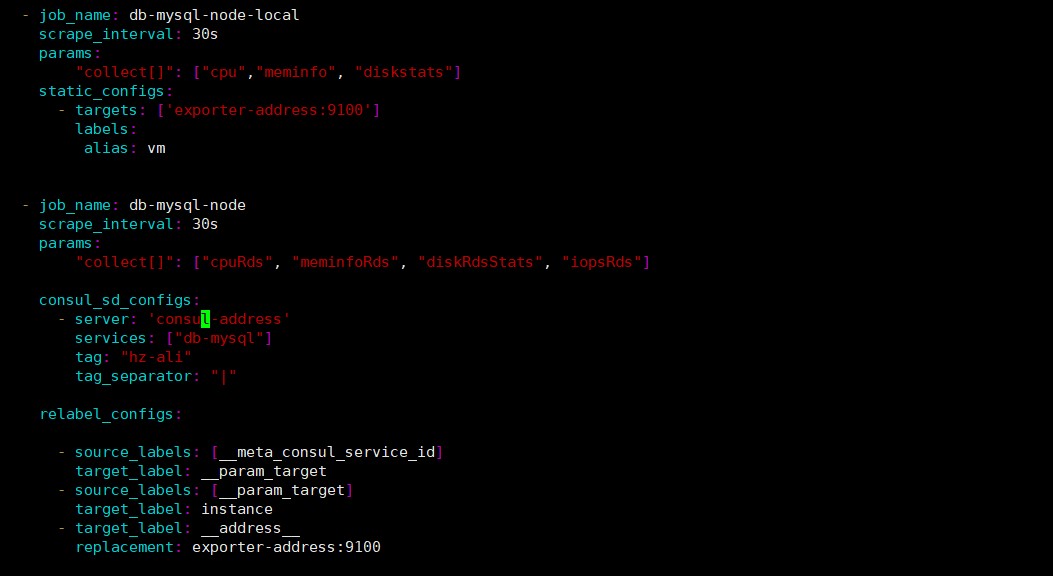 - job_name: db-mysql-node-local
scrape_interval: 30s
params:
"collect[]": ["cpu","meminfo", "diskstats"]
static_configs:
- targets: ['exporter-address:9100']
labels:
alias: vm
- job_name: db-mysql-node
scrape_interval: 30s
params:
"collect[]": ["cpuRds", "meminfoRds", "diskRdsStats", "iopsRds"]
consul_sd_configs:
- server: 'consul-address'
services: ["db-mysql"]
tag: "hz-ali"
tag_separator: "|"
relabel_configs:
- source_labels: [__meta_consul_service_id]
target_label: __param_target
- source_labels: [__param_target]
target_label: instance
- target_label: __address__
replacement: exporter-address:9100